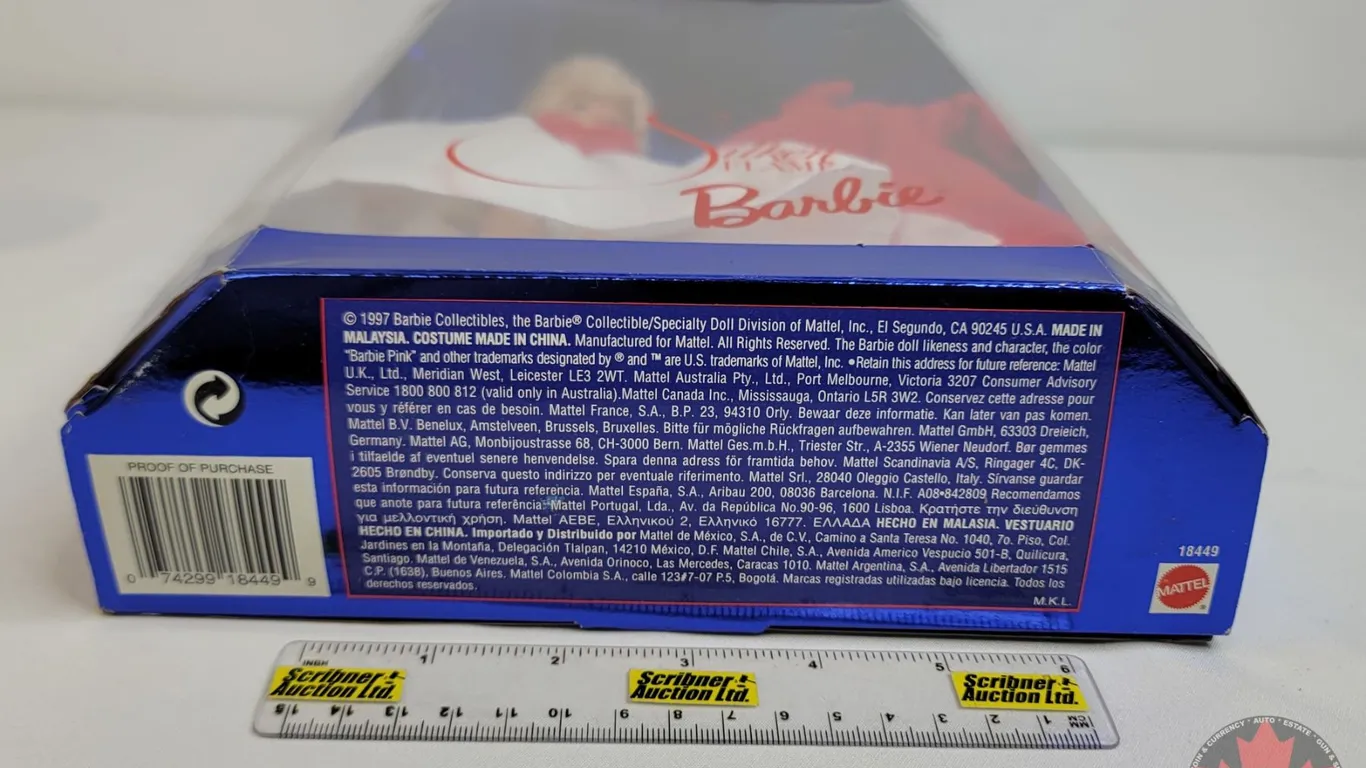 FLAME
Barbie
© 1997 Barbie Collectibles, the Barbie® Collectible/Specialty Doll Division of Mattel, Inc., El Segundo, CA 90245 U.S.A. MADE IN
MALAYSIA. COSTUME MADE IN CHINA. Manufactured for Mattel. All Rights Reserved. The Barbie doll likeness and character, the color
"Barbie Pink" and other trademarks designated by ® and ™ are U.S. trademarks of Mattel, Inc. •Retain this address for future reference: Mattel
U.K., Ltd., Meridian West, Leicester LE3 2WT. Mattel Australia Pty., Ltd., Port Melbourne, Victoria 3207 Consumer Advisory
Service 1800 800 812 (valid only in Australia).Mattel Canada Inc., Mississauga, Ontario L5R 3W2. Conservez cette adresse pour
vous y référer en cas de besoin. Mattel France, S.A., B.P. 23, 94310 Orly. Bewaar deze informatie. Kan later van pas komen.
Mattel B.V. Benelux, Amstelveen, Brussels, Bruxelles. Bitte für mögliche Rückfragen aufbewahren. Mattel GmbH, 63303 Dreieich,
Germany. Mattel AG, Monbijoustrasse 68, CH-3000 Bern. Mattel Ges.m.b.H., Triester Str., A-2355 Wiener Neudorf. Bør gemmes
i tilfaelde af eventuel senere henvendelse. Spara denna adress för framtida behov. Mattel Scandinavia A/S, Ringager 4C, DK-
2605 Brøndby. Conserva questo indirizzo per eventuale riferimento. Mattel Srl., 28040 Oleggio Castello, Italy. Sírvanse guardar
esta información para futura referencia. Mattel España, S.A., Aribau 200, 08036 Barcelona. N.I.F. A08•842809 Recomendamos
que anote para futura referência. Mattel Portugal, Lda., Av. da República No.90-96, 1600 Lisboa. Κρατήστε την διεύθυνση
για μελλοντική χρήση. Mattel ΑΕΒΕ, Ελληνικού 2, Ελληνικό 16777. ΕΛΛΑΔΑ HECHO EN MALASIA. VESTUARIO
HECHO EN CHINA. Importado y Distribuido por Mattel de México, S.A., de C.V., Camino a Santa Teresa No. 1040, 7o. Piso, Col.
Jardines en la Montaña, Delegación Tlalpan, 14210 México, D.F. Mattel Chile, S.A., Avenida Americo Vespucio 501-B, Quilicura,
Santiago. Mattel de Venezuela, S.A., Avenida Orinoco, Las Mercedes, Caracas 1010. Mattel Argentina, S.A., Avenida Libertador 1515
C.P. (1638), Buenos Aires. Mattel Colombia S.A., calle 123#7-07 P.5, Bogotá. Marcas registradas utilizadas bajo licencia. Todos los
derechos reservados.
M.K.L.
PROOF OF PURCHASE
0 74299 18449 9
18449
MATTEL
®
INCH 1 2 3 4 5 6
Scribner Auction Ltd. Scribner Auction Ltd. Scribner Auction Ltd.
15 14 13 12 11 10 9 8 7 6 5 4 3 2 1 MM CM
COIN & CURRENCY · AUTO · ESTATE · GUN &